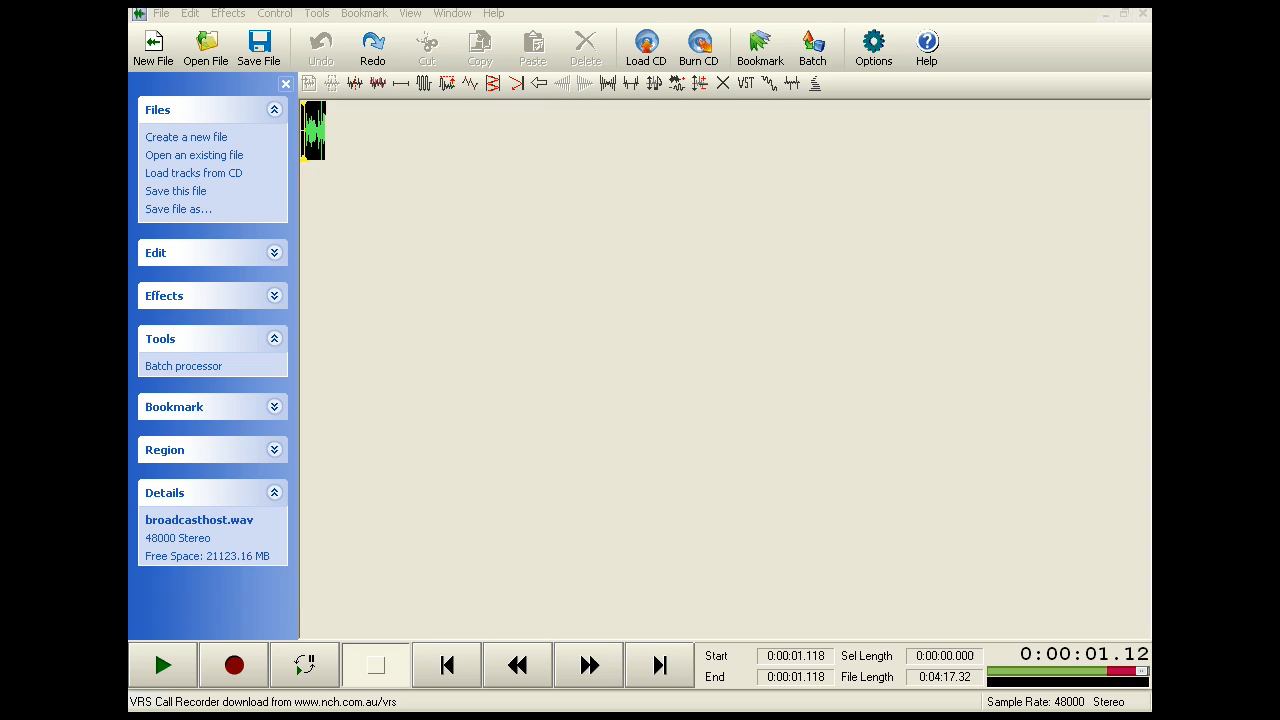 File Edit Effects Control Tools Bookmark View Window Help
New File Open File Save File Undo Redo Cut Copy Paste Delete Load CD Burn CD Bookmark Batch Options Help
VST
Files
Create a new file
Open an existing file
Load tracks from CD
Save this file
Save file as...
Edit
Effects
Tools
Batch processor
Bookmark
Region
Details
broadcasthost.wav
48000 Stereo
Free Space: 21123.16 MB
Start 0:00:01.118 Sel Length 0:00:00.000 0:00:01.12
End 0:00:01.118 File Length 0:04:17.32
VRS Call Recorder download from www.nch.com.au/vrs Sample Rate: 48000 Stereo